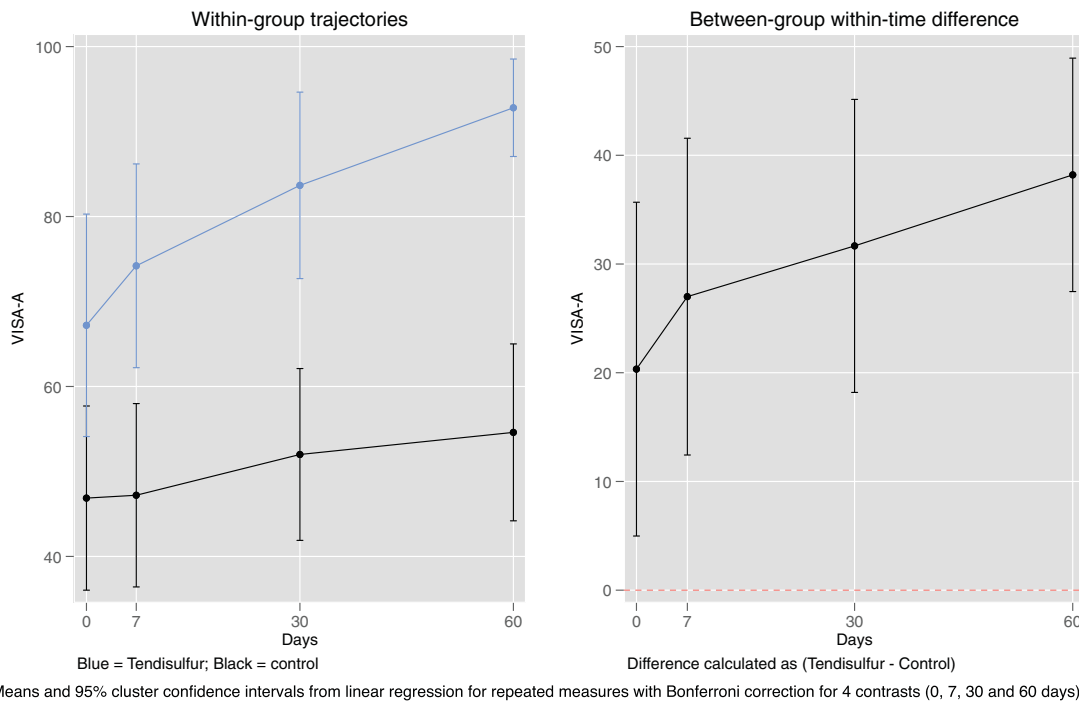 Within-group trajectories
Between-group within-time difference
100
80
60
40
VISA-A
0
7
30
60
Days
50
40
30
20
10
0
VISA-A
0
7
30
60
Days
Blue = Tendisulfur; Black = control
Difference calculated as (Tendisulfur - Control)
Means and 95% cluster confidence intervals from linear regression for repeated measures with Bonferroni correction for 4 contrasts (0, 7, 30 and 60 days)